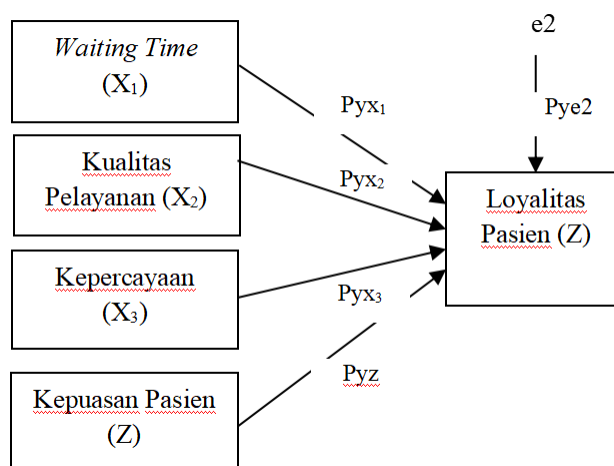 Waiting Time
(X₁)
Kualitas
Pelayanan (X₂)
Kepercayaan
(X₃)
Kepuasan Pasien
(Z)
Pyx₁
Pyx₂
Pyx₃
Pyz
e2
Pye2
Loyalitas
Pasien (Z)